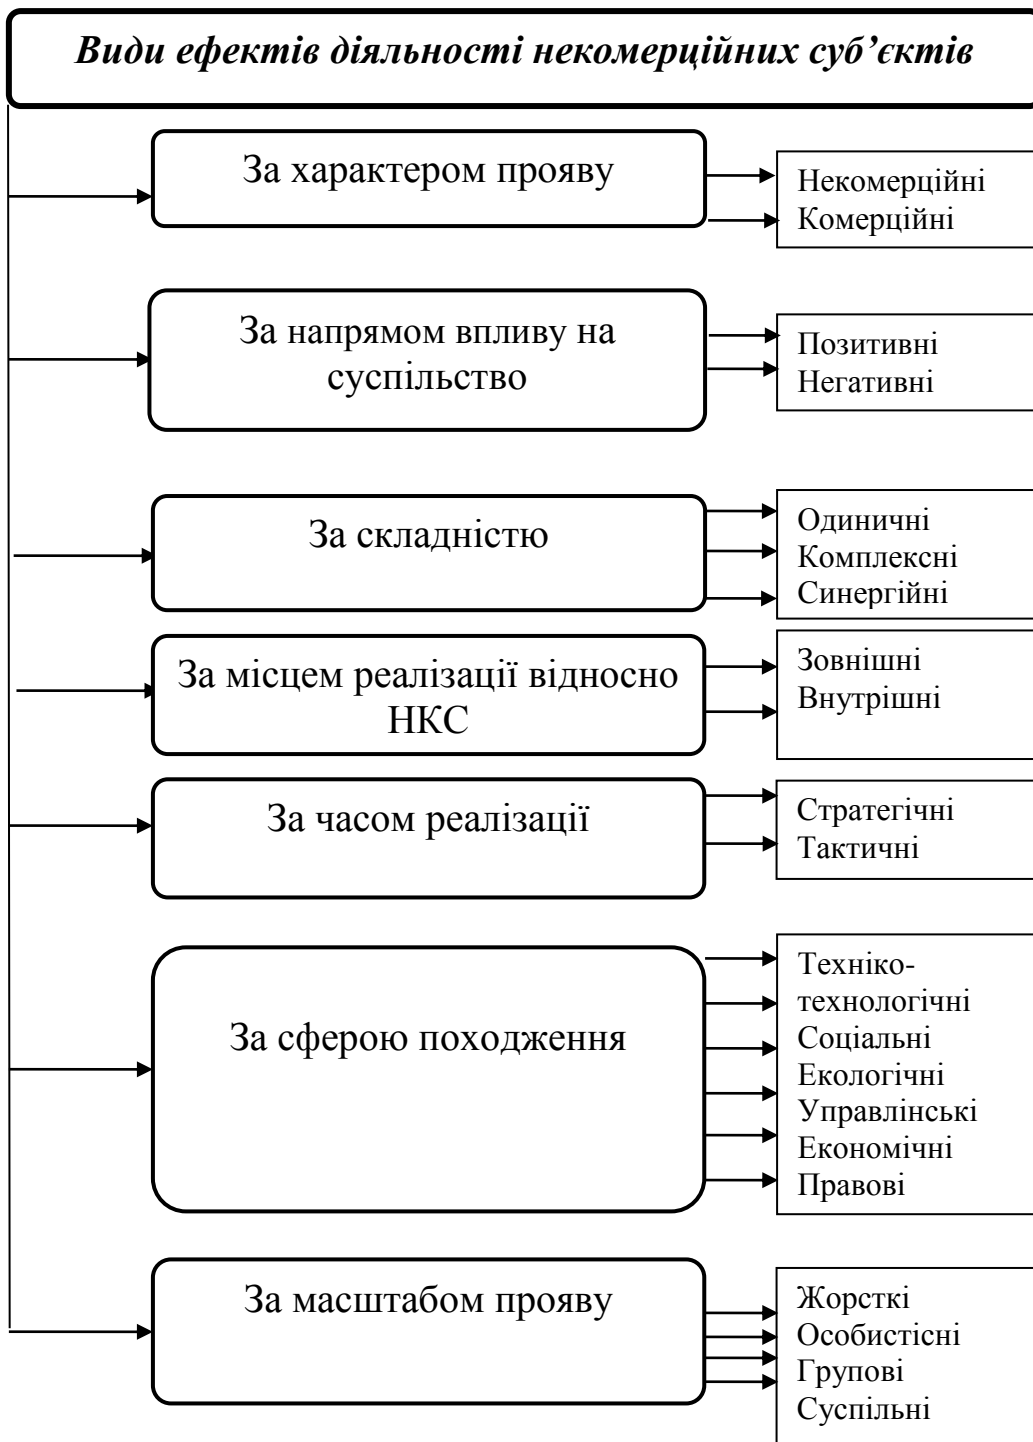 Види ефектів діяльності некомерційних суб’єктів
За характером прояву
Некомерційні
Комерційні
За напрямом впливу на
суспільство
Позитивні
Негативні
За складністю
Одиничні
Комплексні
Синергійні
За місцем реалізації відносно
НКС
Зовнішні
Внутрішні
За часом реалізації
Стратегічні
Тактичні
За сферою походження
Техніко-
технологічні
Соціальні
Екологічні
Управлінські
Економічні
Правові
За масштабом прояву
Жорсткі
Особистісні
Групові
Суспільні